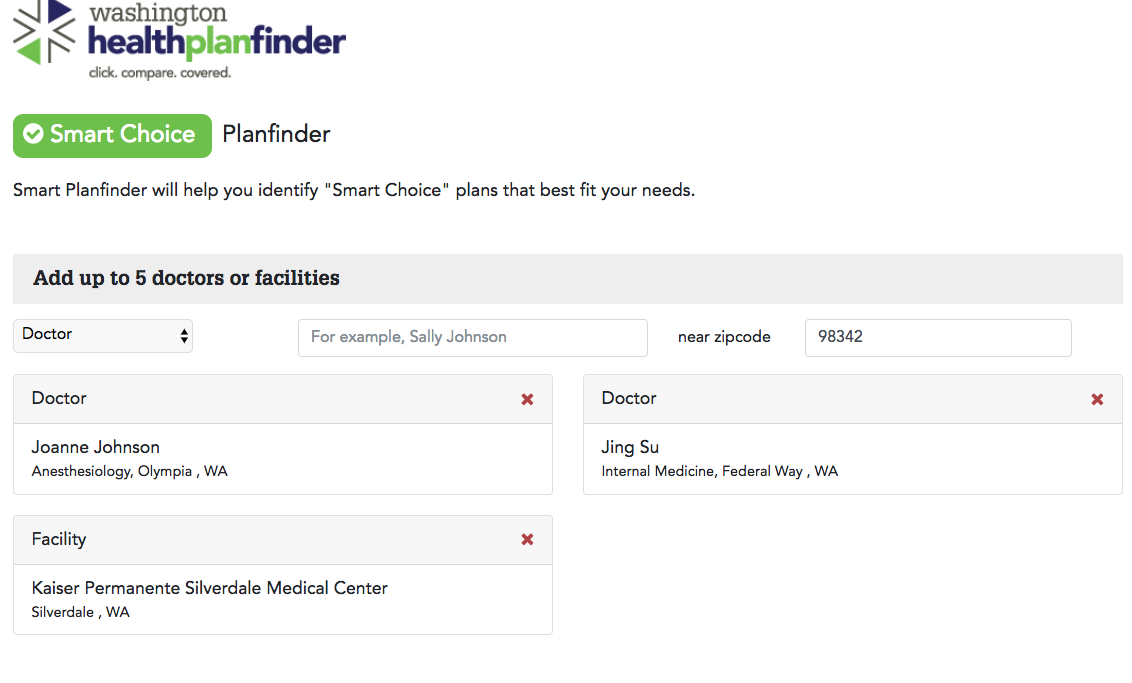 washington
healthplanfinder
click. compare. covered.
Smart Choice Planfinder
Smart Planfinder will help you identify "Smart Choice" plans that best fit your needs.
Add up to 5 doctors or facilities
Doctor For example, Sally Johnson near zipcode 98342
Doctor
Joanne Johnson
Anesthesiology, Olympia , WA
Doctor
Jing Su
Internal Medicine, Federal Way , WA
Facility
Kaiser Permanente Silverdale Medical Center
Silverdale , WA